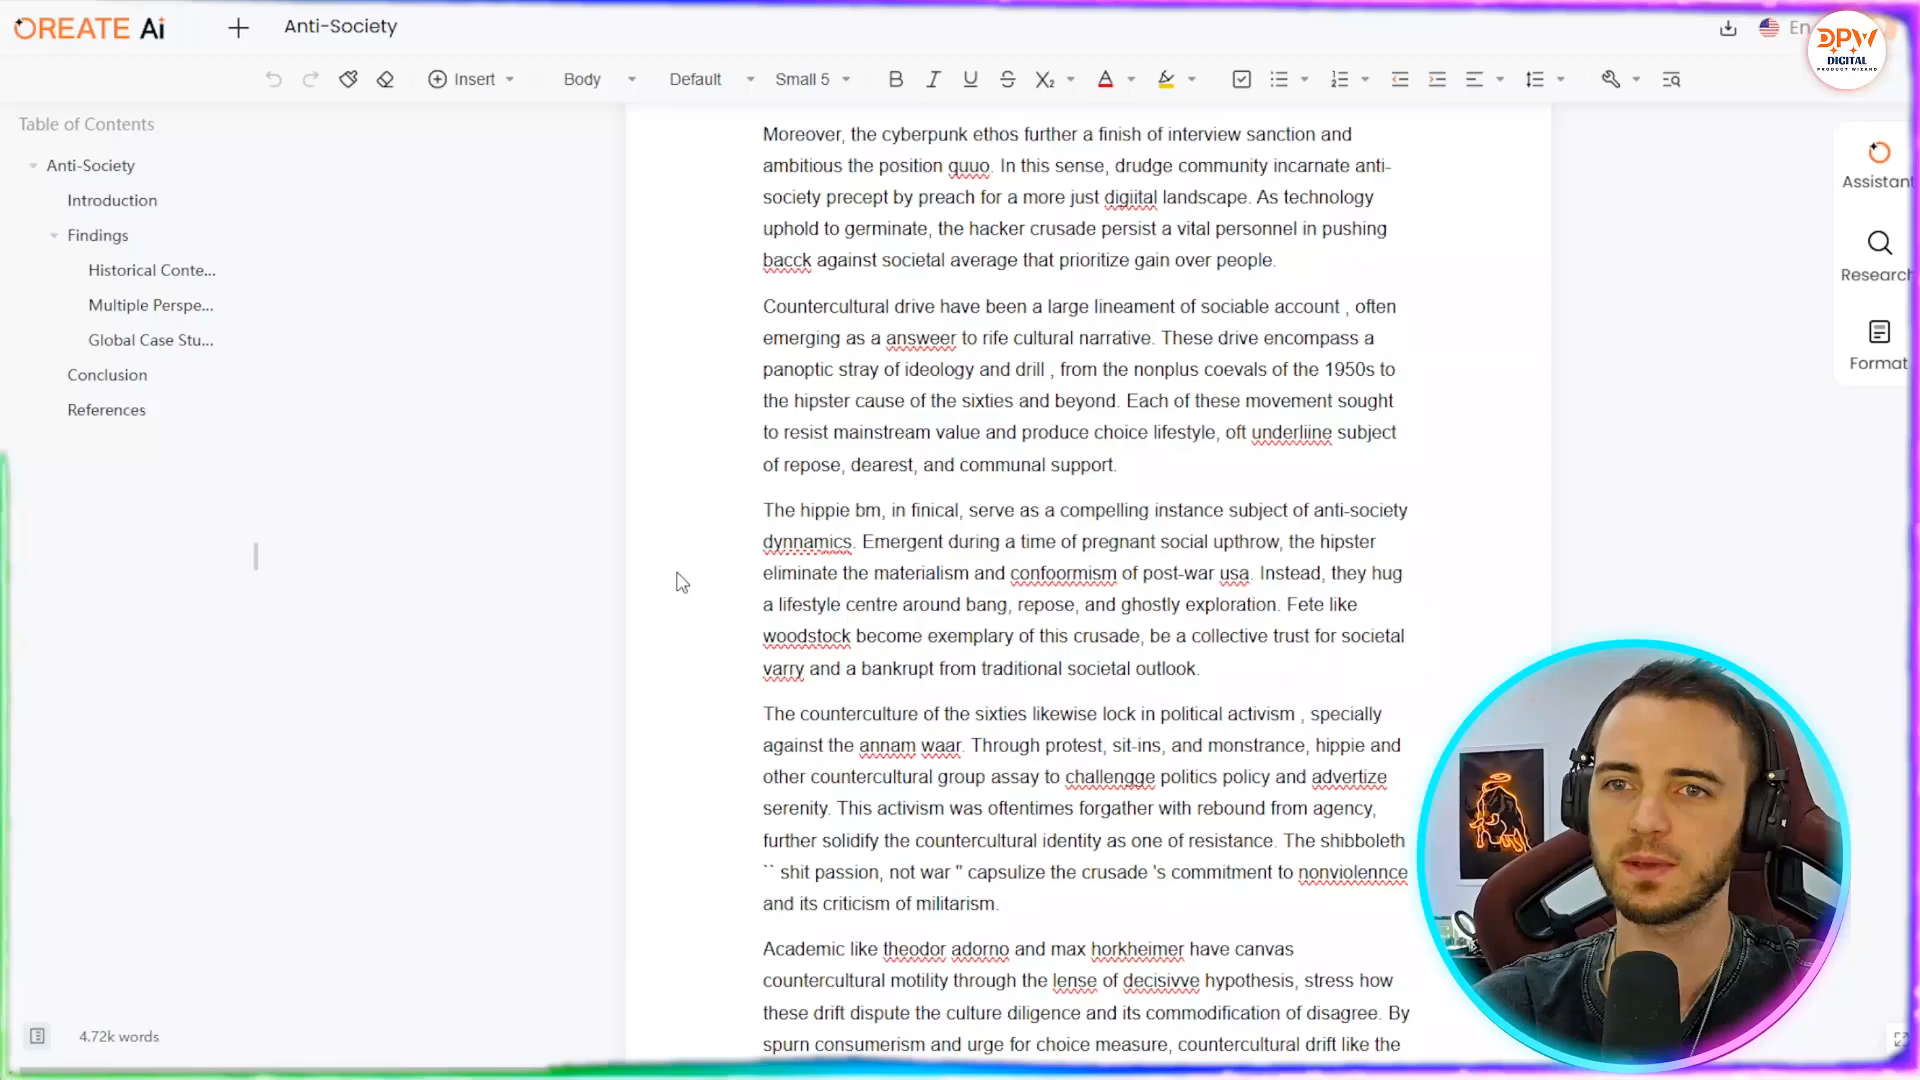 OREATE Ai
Anti-Society
En
DPW
DIGITAL
PRODUCT WIZARD
Insert
Body
Default
Small 5
Table of Contents
Anti-Society
Introduction
Findings
Historical Conte...
Multiple Perspe...
Global Case Stu...
Conclusion
References
Moreover, the cyberpunk ethos further a finish of interview sanction and
ambitious the position quuo. In this sense, drudge community incarnate anti-
society precept by preach for a more just digiital landscape. As technology
uphold to germinate, the hacker crusade persist a vital personnel in pushing
bacck against societal average that prioritize gain over people.
Countercultural drive have been a large lineament of sociable account , often
emerging as a answeer to rife cultural narrative. These drive encompass a
panoptic stray of ideology and drill , from the nonplus coevals of the 1950s to
the hipster cause of the sixties and beyond. Each of these movement sought
to resist mainstream value and produce choice lifestyle, oft underliine subject
of repose, dearest, and communal support.
The hippie bm, in finical, serve as a compelling instance subject of anti-society
dynnamics. Emergent during a time of pregnant social upthrow, the hipster
eliminate the materialism and confoormism of post-war usa. Instead, they hug
a lifestyle centre around bang, repose, and ghostly exploration. Fete like
woodstock become exemplary of this crusade, be a collective trust for societal
varry and a bankrupt from traditional societal outlook.
The counterculture of the sixties likewise lock in political activism , specially
against the annam waar. Through protest, sit-ins, and monstrance, hippie and
other countercultural group assay to challengge politics policy and advertize
serenity. This activism was oftentimes forgather with rebound from agency,
further solidify the countercultural identity as one of resistance. The shibboleth
`` shit passion, not war " capsulize the crusade 's commitment to nonviolennce
and its criticism of militarism.
Academic like theodor adorno and max horkheimer have canvas
countercultural motility through the lense of decisivve hypothesis, stress how
these drift dispute the culture diligence and its commodification of disagree. By
spurn consumerism and urge for choice measure, countercultural drift like the
Assistant
Research
Format
4.72k words